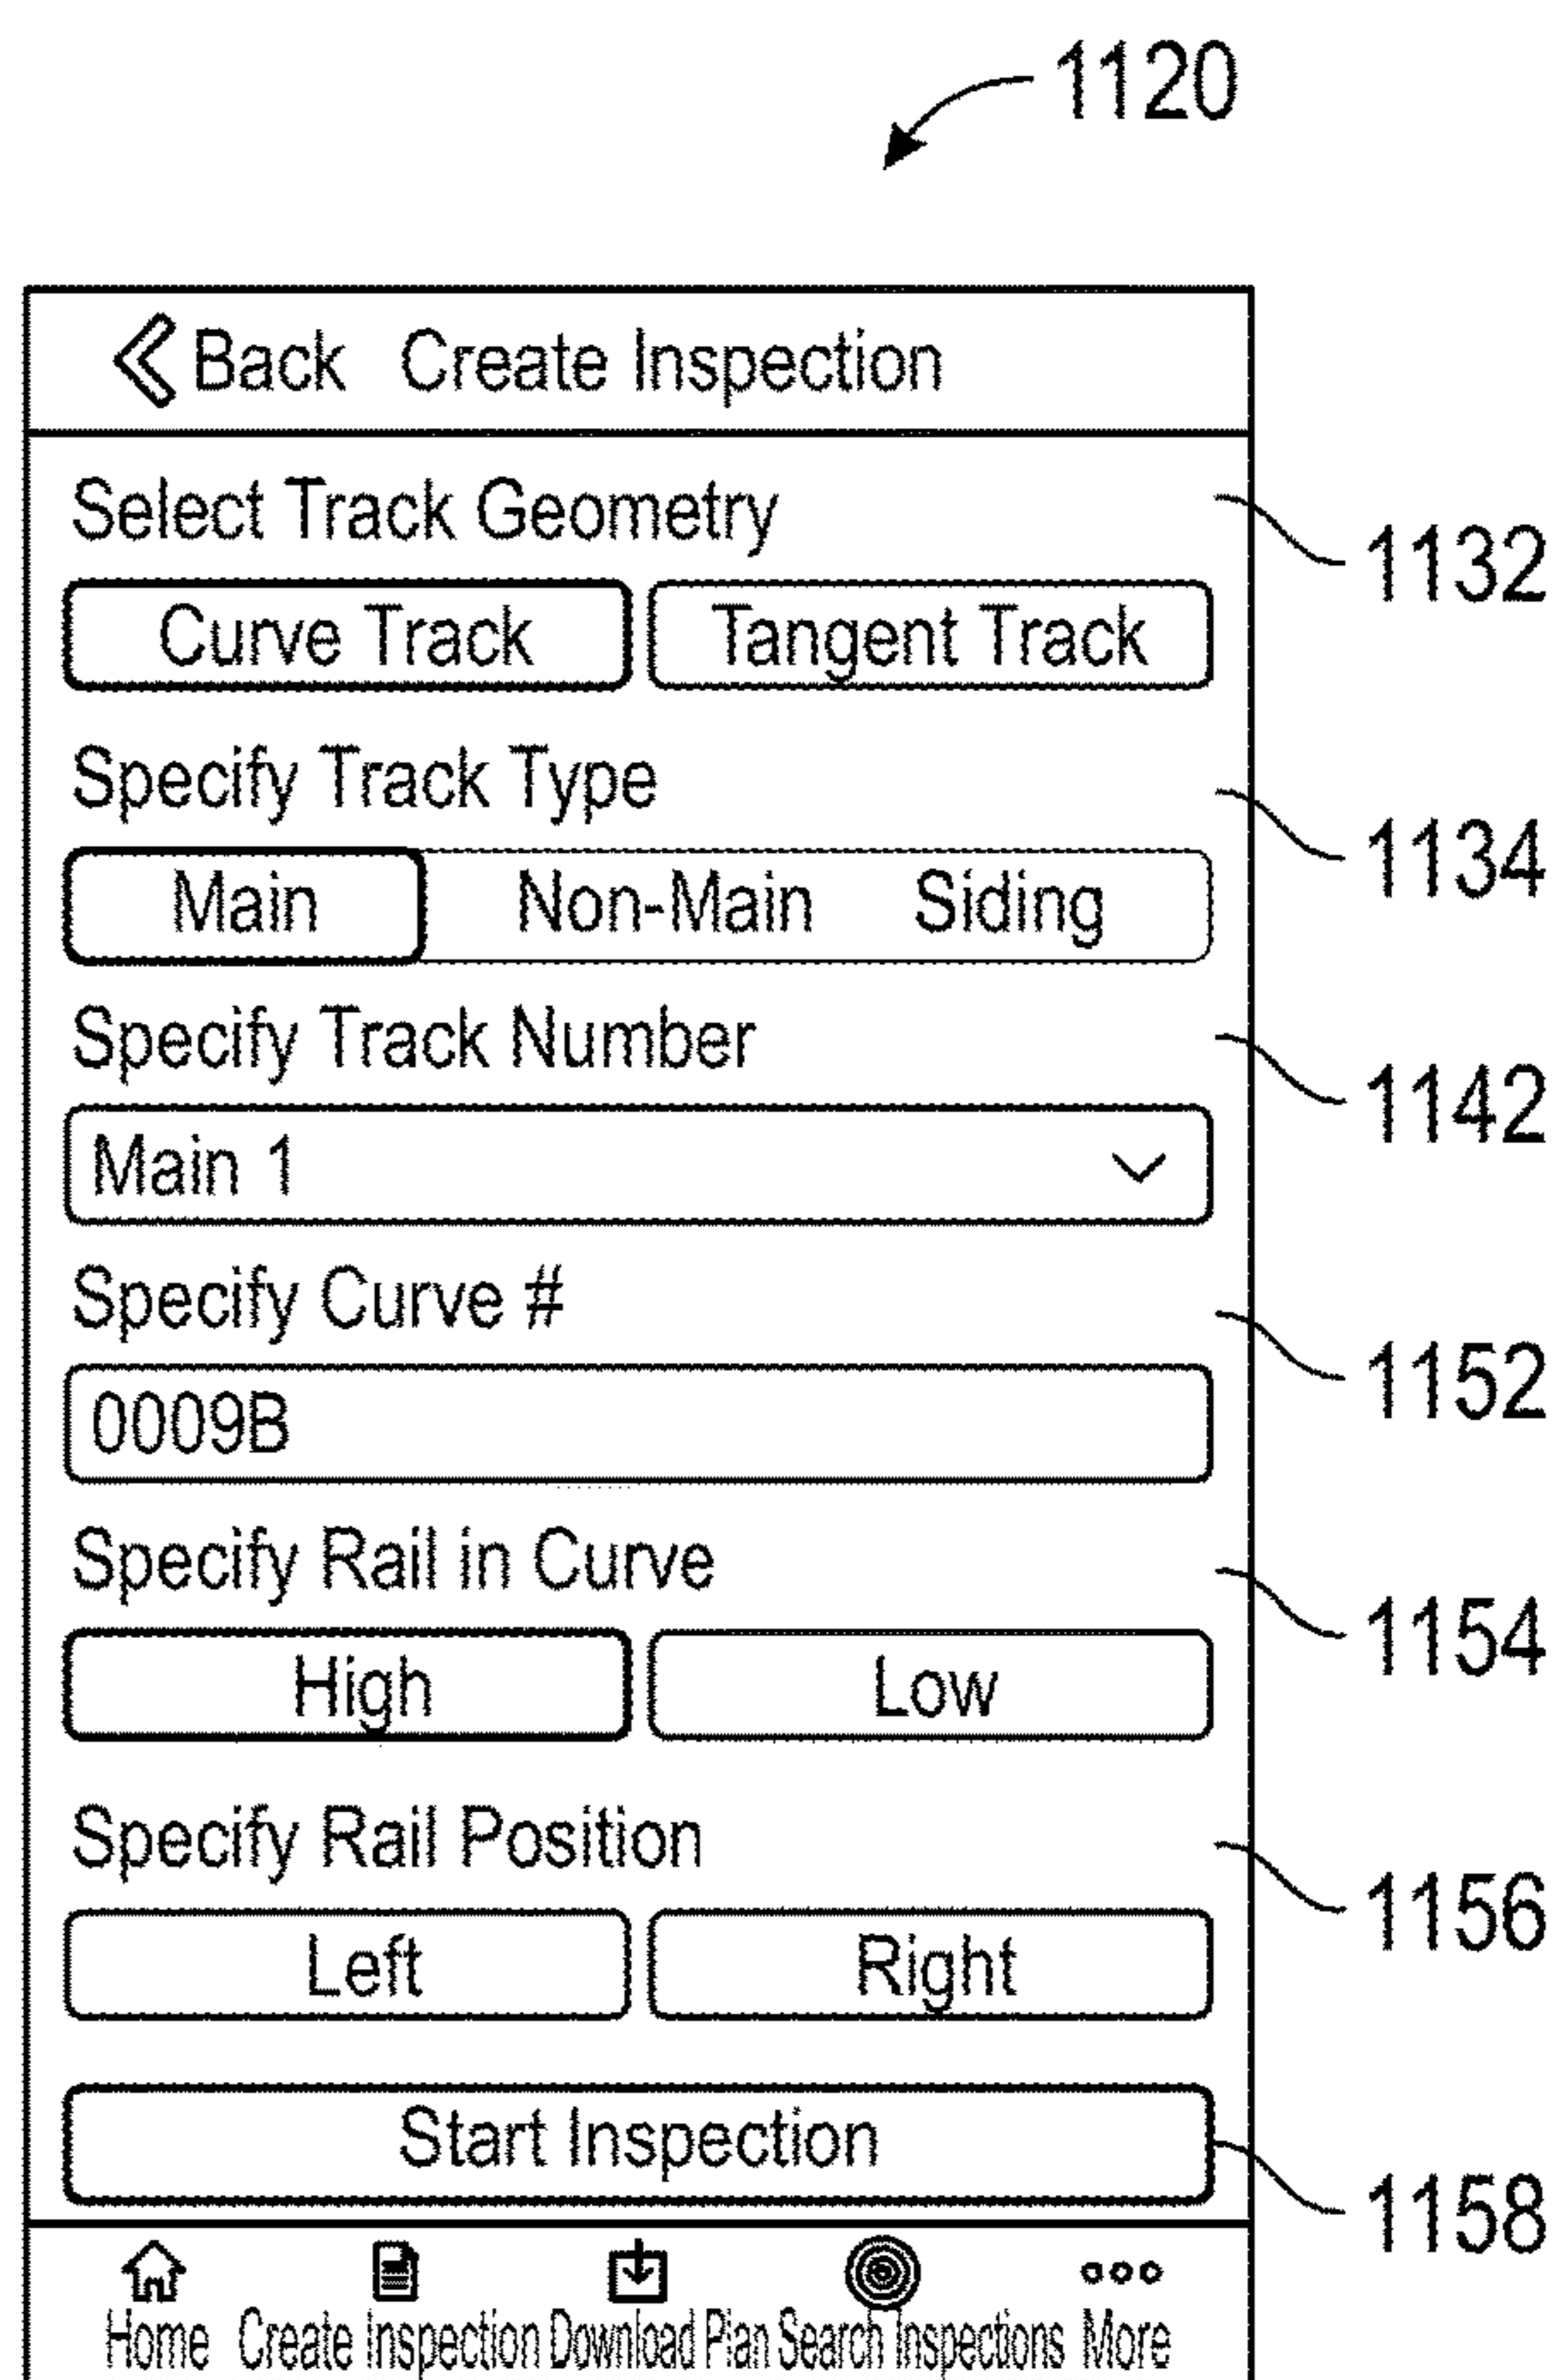 1120
Back Create Inspection
Select Track Geometry
1132
Curve Track Tangent Track
Specify Track Type
1134
Main Non-Main Siding
Specify Track Number
1142
Main 1
Specify Curve #
1152
0009B
Specify Rail in Curve
1154
High Low
Specify Rail Position
1156
Left Right
Start Inspection
1158
Home Create Inspection Download Plan Search Inspections More